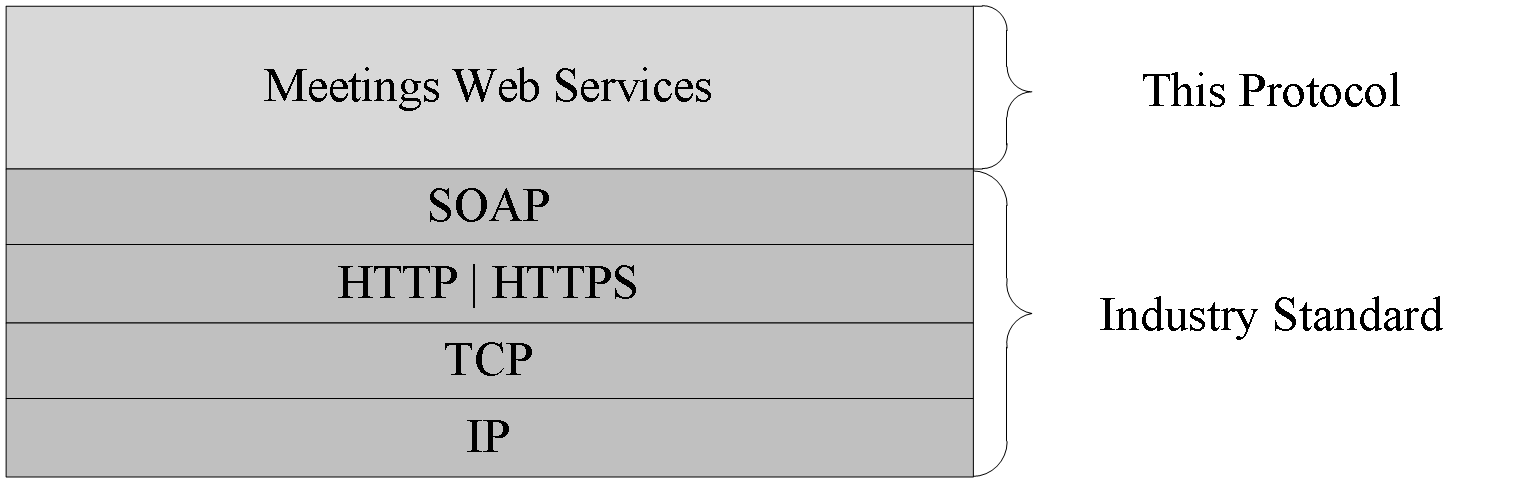 Meetings Web Services
This Protocol
SOAP
HTTP | HTTPS
Industry Standard
TCP
IP